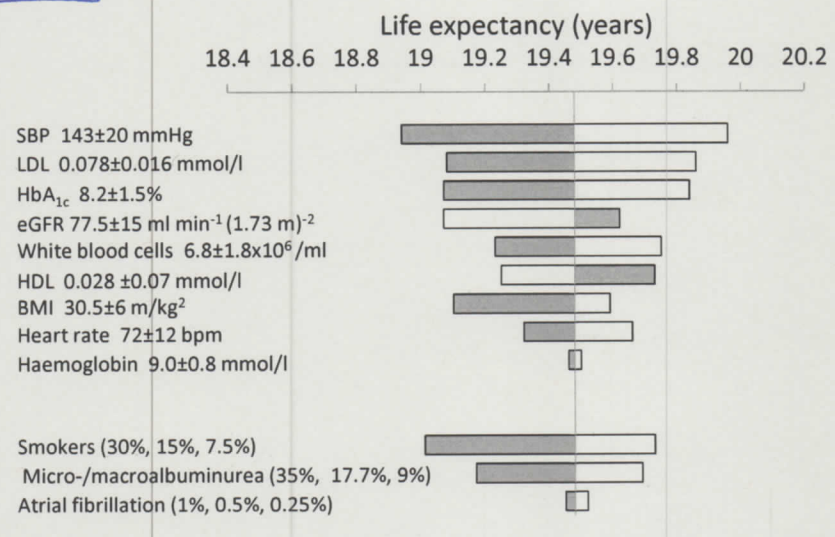 Life expectancy (years)
18.4 18.6 18.8 19 19.2 19.4 19.6 19.8 20 20.2
SBP 143±20 mmHg
LDL 0.078±0.016 mmol/l
HbA1c 8.2±1.5%
eGFR 77.5±15 ml min⁻¹ (1.73 m)⁻²
White blood cells 6.8±1.8x10⁶/ml
HDL 0.028 ±0.07 mmol/l
BMI 30.5±6 m/kg²
Heart rate 72±12 bpm
Haemoglobin 9.0±0.8 mmol/l
Smokers (30%, 15%, 7.5%)
Micro-/macroalbuminurea (35%, 17.7%, 9%)
Atrial fibrillation (1%, 0.5%, 0.25%)